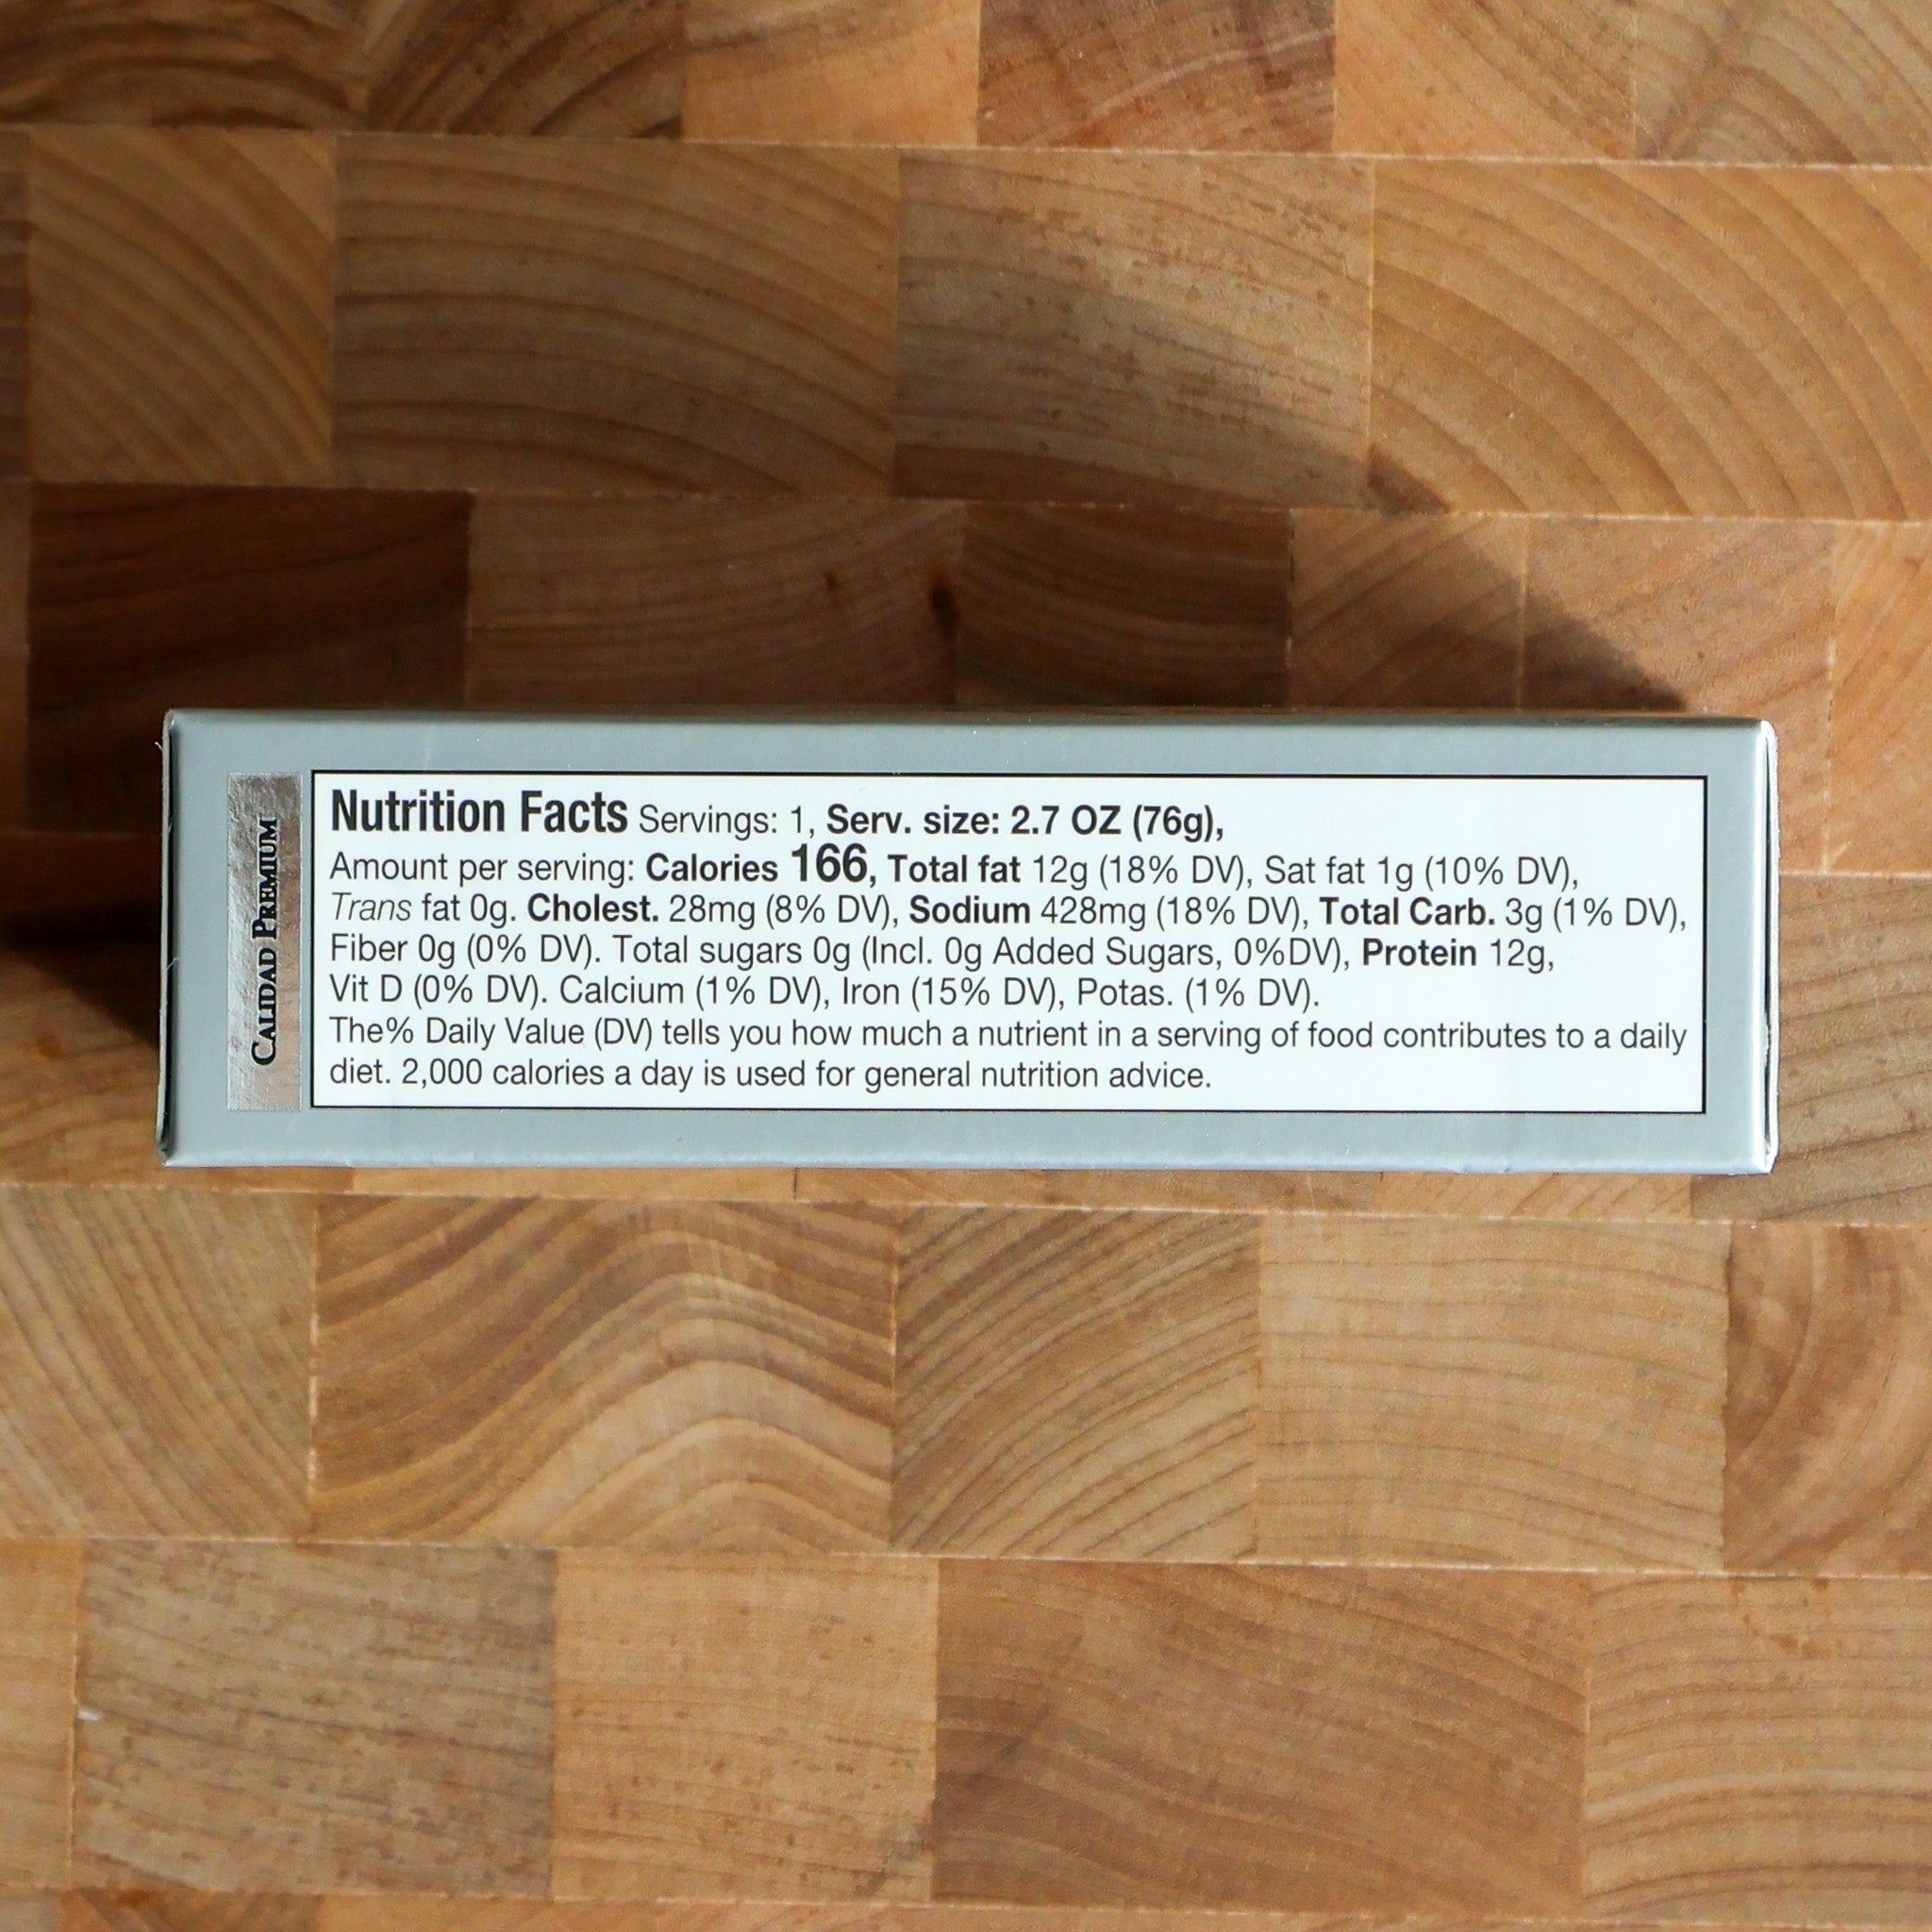 CALIDAD PREMIUM
Nutrition Facts Servings: 1, Serv. size: 2.7 OZ (76g),
Amount per serving: Calories 166, Total fat 12g (18% DV), Sat fat 1g (10% DV),
Trans fat 0g. Cholest. 28mg (8% DV), Sodium 428mg (18% DV), Total Carb. 3g (1% DV),
Fiber 0g (0% DV). Total sugars 0g (Incl. 0g Added Sugars, 0%DV), Protein 12g,
Vit D (0% DV). Calcium (1% DV), Iron (15% DV), Potas. (1% DV).
The% Daily Value (DV) tells you how much a nutrient in a serving of food contributes to a daily
diet. 2,000 calories a day is used for general nutrition advice.